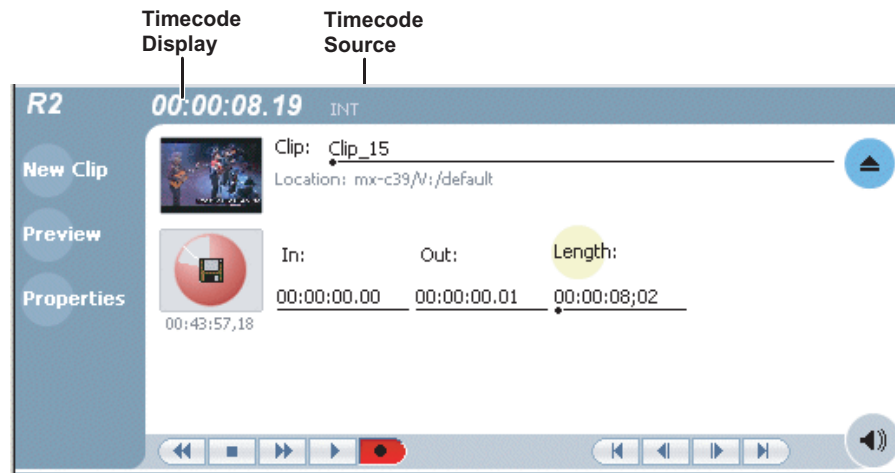 Timecode
Display
Timecode
Source
R2
00:00:08.19 INT
New Clip
Preview
Properties
Clip: Clip_15
Location: mx-c39/V:/default
In: Out: Length:
00:00:00.00 00:00:00.01 00:00:08;02
00:43:57,18